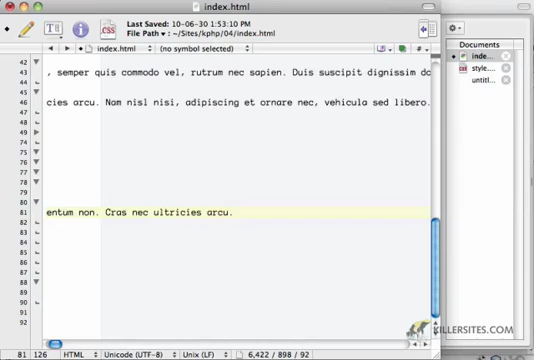 index.html
Last Saved: 10-06-30 1:53:10 PM
File Path: ~/Sites/kphp/04/index.html
T
CSS
index.html
(no symbol selected)
#
Documents
inde...
style....
untitl...
42
43 , semper quis commodo vel, rutrum nec sapien. Duis suscipit dignissim do
44
45 cies arcu. Nam nisl nisi, adipiscing et ornare nec, vehicula sed libero.
46
47
49
75
76
77
78
79
80
81 entum non. Cras nec ultricies arcu.
82
83
84
85
86
87
88
89
90
91
92
KILLERSITES.COM
81 126 HTML Unicode (UTF-8) Unix (LF) 6,422 / 898 / 92